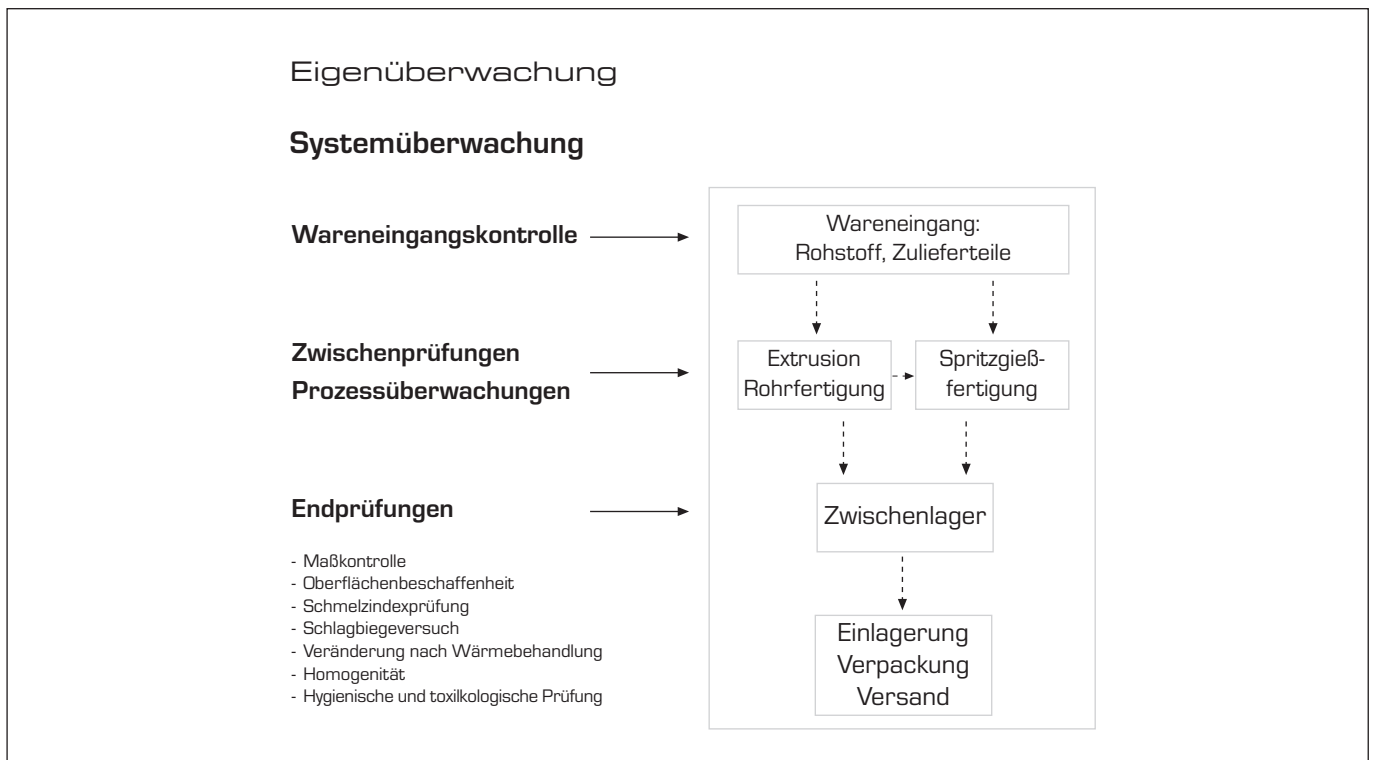 Eigenüberwachung
Systemüberwachung
Wareneingangskontrolle
Wareneingang:
Rohstoff, Zulieferteile
Zwischenprüfungen
Prozessüberwachungen
Extrusion
Rohrfertigung
Spritzgieß-
fertigung
Endprüfungen
- Maßkontrolle
- Oberflächenbeschaffenheit
- Schmelzindexprüfung
- Schlagbiegeversuch
- Veränderung nach Wärmebehandlung
- Homogenität
- Hygienische und toxilkologische Prüfung
Zwischenlager
Einlagerung
Verpackung
Versand